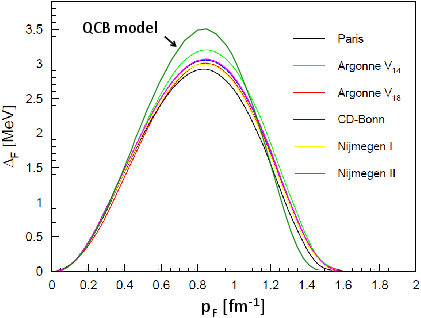 QCB model
Paris
Argonne V14
Argonne V18
CD-Bonn
Nijmegen I
Nijmegen II
3.5
3
2.5
2
1.5
1
0.5
0
ΔF [MeV]
0 0.2 0.4 0.6 0.8 1 1.2 1.4 1.6 1.8 2
pF [fm-1]